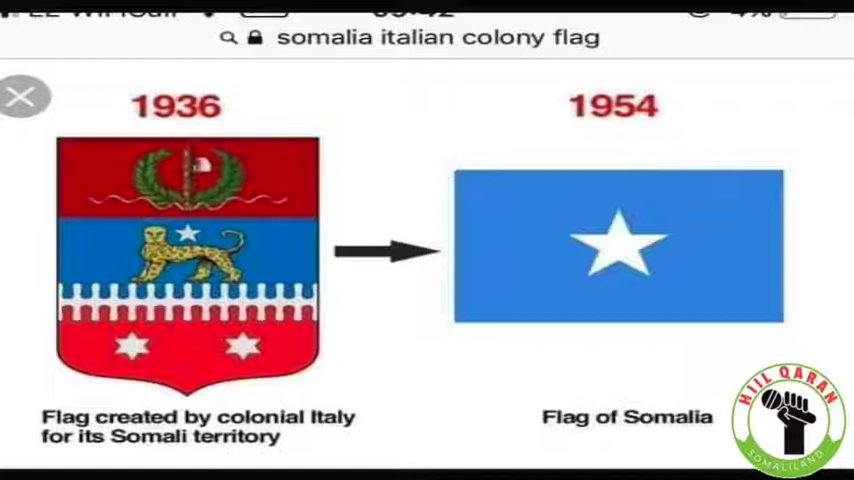 somalia italian colony flag
1936
1954
Flag created by colonial Italy
for its Somali territory
Flag of Somalia
HIIL QARAN
SOMALILAND